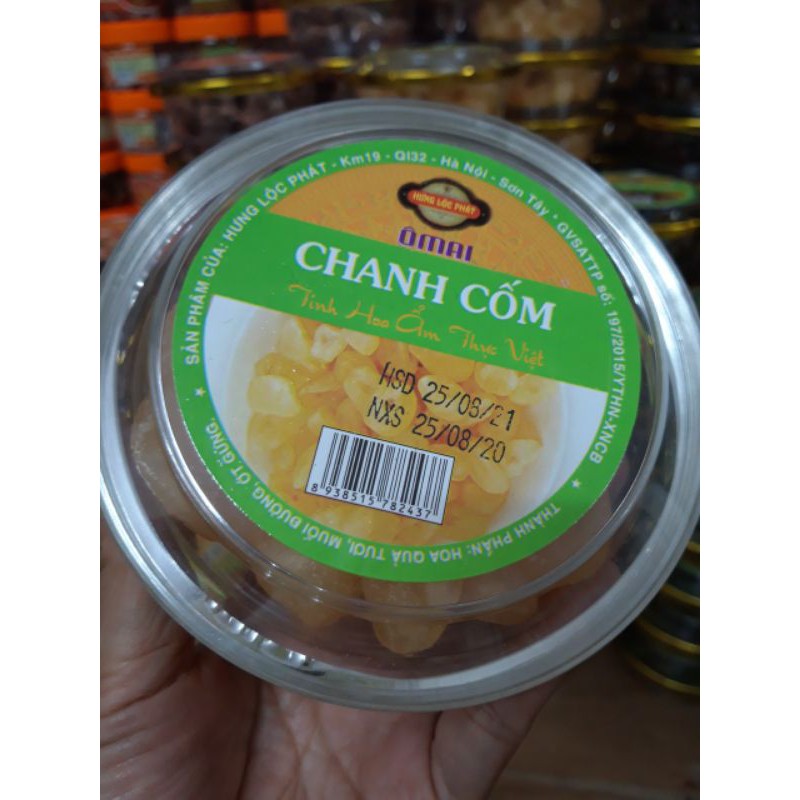 SẢN PHẨM CỦA: HƯNG LỘC PHÁT - Km19 - Ql32 - Hà Nội - Sơn Tây * QVSATTP số: 197/2015/YTHN-XNCB
HƯNG LỘC PHÁT
ÔMAI
CHANH CỐM
Tinh Hoa Ẩm Thực Việt
HSD 25/08/21
NXS 25/08/20
8 938515 782437
THÀNH PHẦN: HOA QUẢ TƯƠI, MUỐI ĐƯỜNG, ỚT GỪNG.